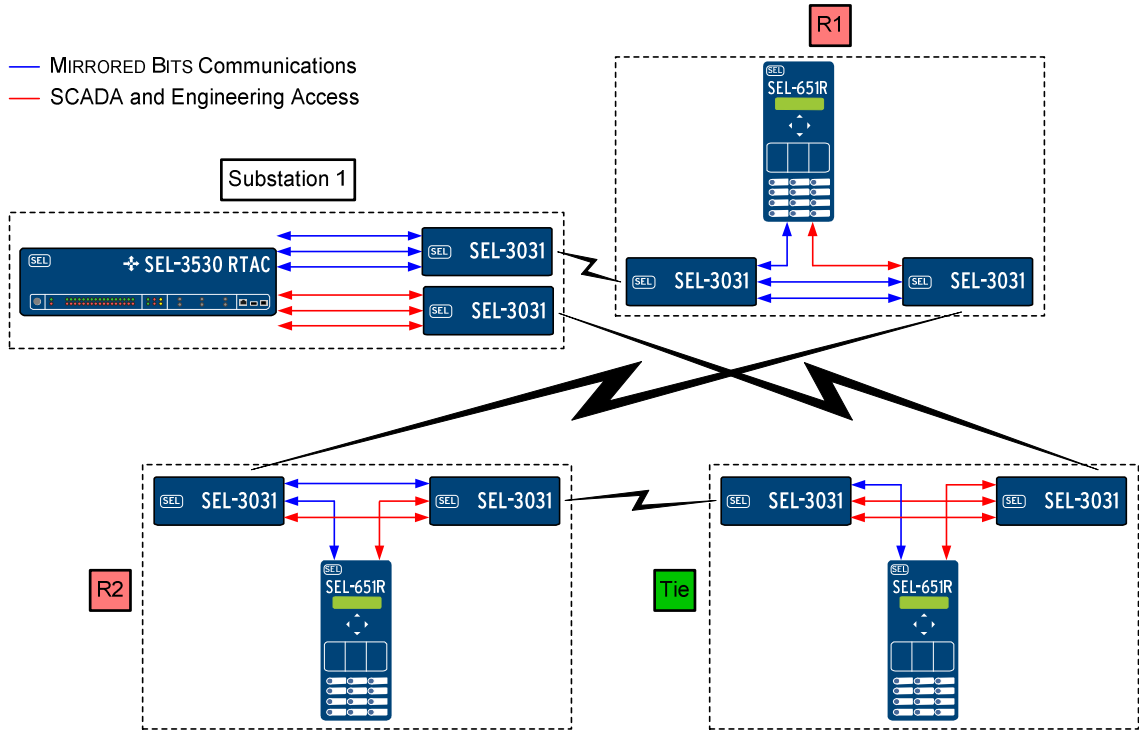 R1
MIRRORED BITS Communications
SCADA and Engineering Access
SEL
SEL-651R
Substation 1
SEL
SEL-3530 RTAC
SEL
SEL-3031
SEL
SEL-3031
SEL
SEL-3031
SEL
SEL-3031
SEL
SEL-3031
SEL
SEL-3031
SEL
SEL-3031
SEL
SEL-3031
R2
SEL
SEL-651R
Tie
SEL
SEL-651R